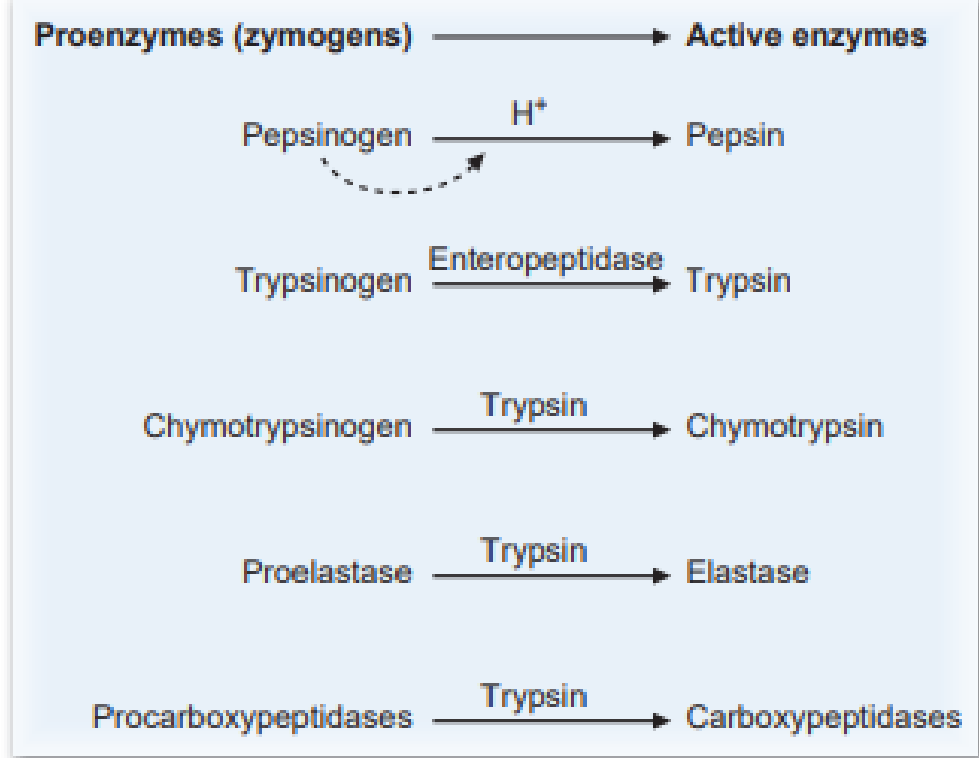 Proenzymes (zymogens) Active enzymes
H⁺
Pepsinogen Pepsin
Enteropeptidase
Trypsinogen Trypsin
Trypsin
Chymotrypsinogen Chymotrypsin
Trypsin
Proelastase Elastase
Trypsin
Procarboxypeptidases Carboxypeptidases